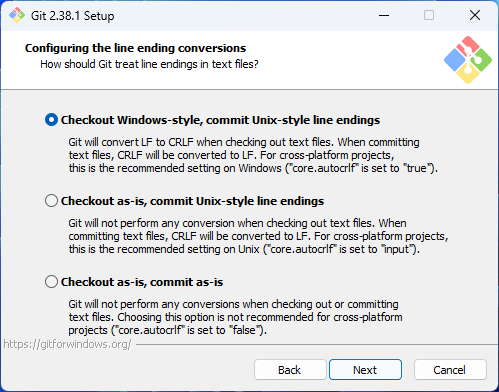 Git 2.38.1 Setup
Configuring the line ending conversions
How should Git treat line endings in text files?
Checkout Windows-style, commit Unix-style line endings
Git will convert LF to CRLF when checking out text files. When committing
text files, CRLF will be converted to LF. For cross-platform projects,
this is the recommended setting on Windows ("core.autocrlf" is set to "true").
Checkout as-is, commit Unix-style line endings
Git will not perform any conversion when checking out text files. When
committing text files, CRLF will be converted to LF. For cross-platform projects,
this is the recommended setting on Unix ("core.autocrlf" is set to "input").
Checkout as-is, commit as-is
Git will not perform any conversions when checking out or committing
text files. Choosing this option is not recommended for cross-platform
projects ("core.autocrlf" is set to "false").
https://gitforwindows.org/
Back Next Cancel